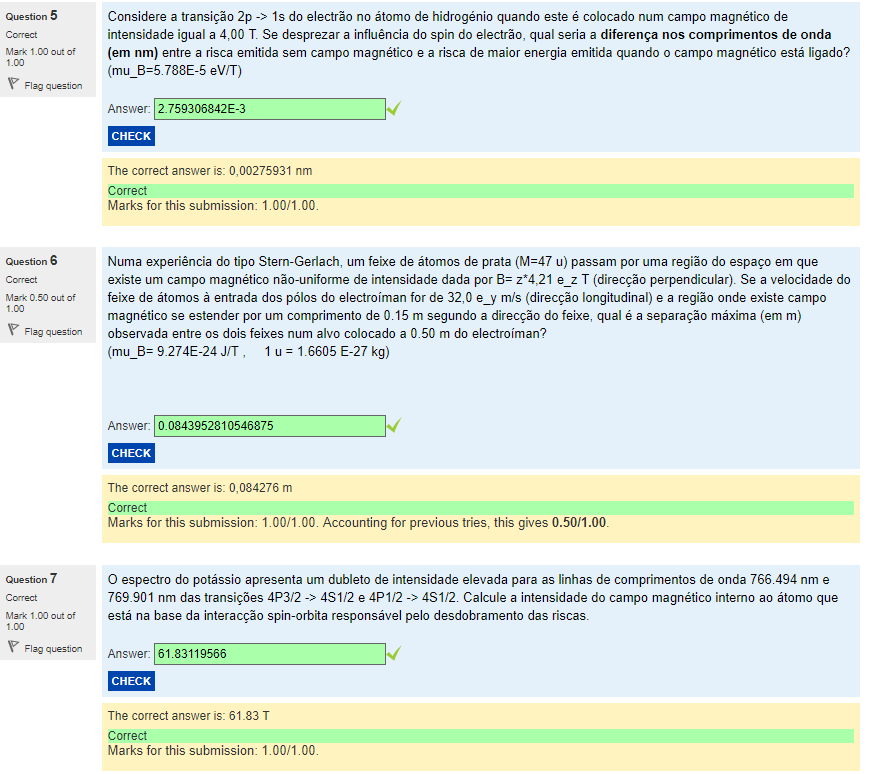 Question 5
Correct
Mark 1.00 out of
1.00
Flag question
Considere a transição 2p -> 1s do electrão no átomo de hidrogénio quando este é colocado num campo magnético de
intensidade igual a 4,00 T. Se desprezar a influência do spin do electrão, qual seria a diferença nos comprimentos de onda
(em nm) entre a risca emitida sem campo magnético e a risca de maior energia emitida quando o campo magnético está ligado?
(mu_B=5.788E-5 eV/T)
Answer: 2.759306842E-3
CHECK
The correct answer is: 0,00275931 nm
Correct
Marks for this submission: 1.00/1.00.
Question 6
Correct
Mark 0.50 out of
1.00
Flag question
Numa experiência do tipo Stern-Gerlach, um feixe de átomos de prata (M=47 u) passam por uma região do espaço em que
existe um campo magnético não-uniforme de intensidade dada por B= z*4,21 e_z T (direcção perpendicular). Se a velocidade do
feixe de átomos à entrada dos pólos do electroíman for de 32,0 e_y m/s (direcção longitudinal) e a região onde existe campo
magnético se estender por um comprimento de 0.15 m segundo a direcção do feixe, qual é a separação máxima (em m)
observada entre os dois feixes num alvo colocado a 0.50 m do electroíman?
(mu_B= 9.274E-24 J/T , 1 u = 1.6605 E-27 kg)
Answer: 0.0843952810546875
CHECK
The correct answer is: 0,084276 m
Correct
Marks for this submission: 1.00/1.00. Accounting for previous tries, this gives 0.50/1.00.
Question 7
Correct
Mark 1.00 out of
1.00
Flag question
O espectro do potássio apresenta um dubleto de intensidade elevada para as linhas de comprimentos de onda 766.494 nm e
769.901 nm das transições 4P3/2 -> 4S1/2 e 4P1/2 -> 4S1/2. Calcule a intensidade do campo magnético interno ao átomo que
está na base da interacção spin-orbita responsável pelo desdobramento das riscas.
Answer: 61.83119566
CHECK
The correct answer is: 61.83 T
Correct
Marks for this submission: 1.00/1.00.